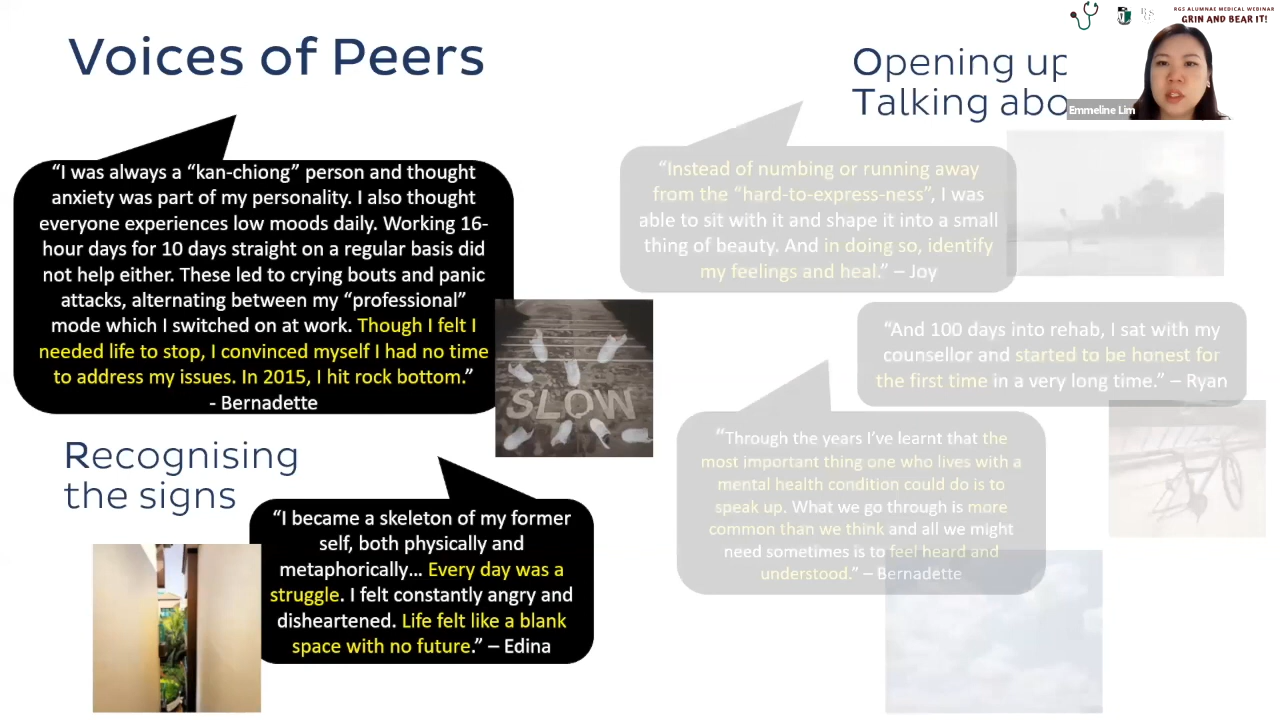 Voices of Peers
“I was always a “kan-chiong” person and thought
anxiety was part of my personality. I also thought
everyone experiences low moods daily. Working 16-
hour days for 10 days straight on a regular basis did
not help either. These led to crying bouts and panic
attacks, alternating between my “professional”
mode which I switched on at work. Though I felt I
needed life to stop, I convinced myself I had no time
to address my issues. In 2015, I hit rock bottom.”
- Bernadette
SLOW
Recognising
the signs
“I became a skeleton of my former
self, both physically and
metaphorically... Every day was a
struggle. I felt constantly angry and
disheartened. Life felt like a blank
space with no future.” – Edina
RGS ALUMNAE MEDICAL WEBINAR
GRIN AND BEAR IT!
Opening up
Talking abo
Emmeline Lim
“Instead of numbing or running away
from the “hard-to-express-ness”, I was
able to sit with it and shape it into a small
thing of beauty. And in doing so, identify
my feelings and heal.” – Joy
“And 100 days into rehab, I sat with my
counsellor and started to be honest for
the first time in a very long time.” – Ryan
“Through the years I’ve learnt that the
most important thing one who lives with a
mental health condition could do is to
speak up. What we go through is more
common than we think and all we might
need sometimes is to feel heard and
understood.” – Bernadette